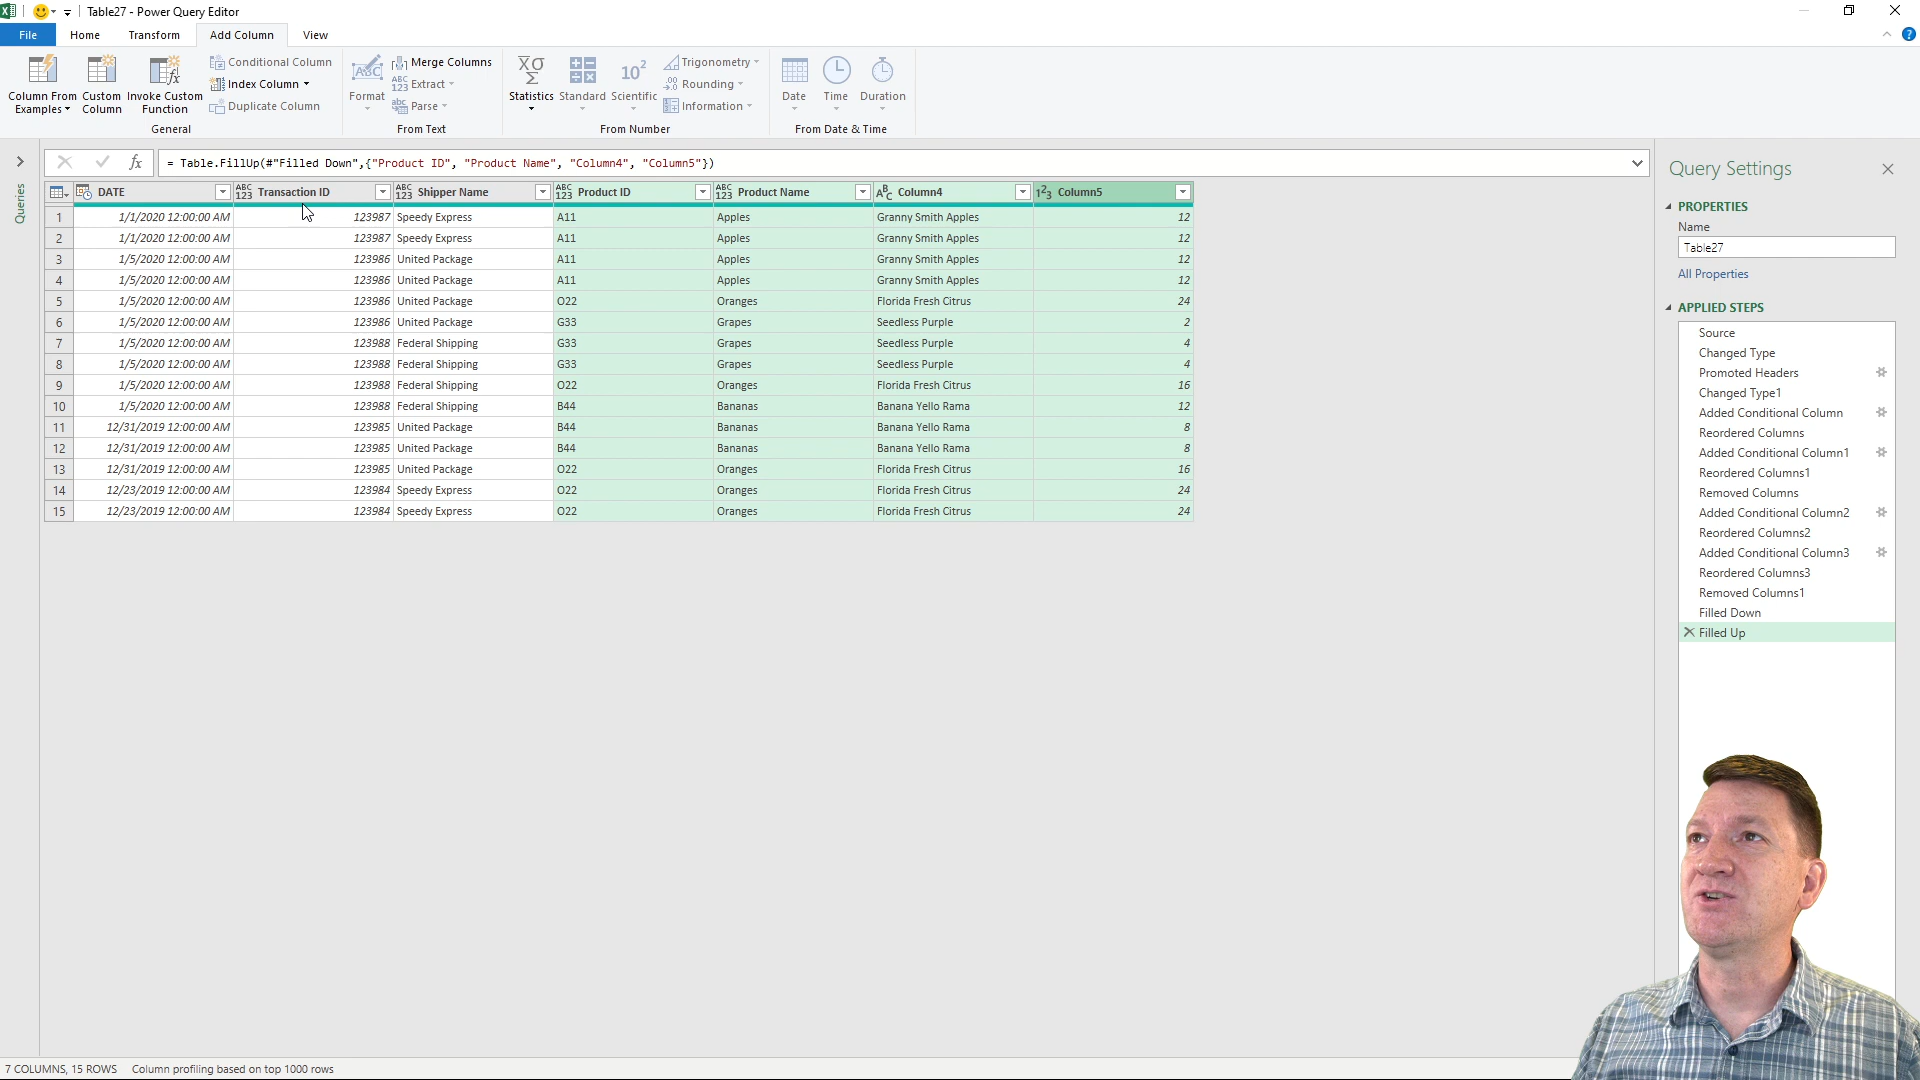 Table27 - Power Query Editor
File Home Transform Add Column View
Column From Examples
Custom Column
Invoke Custom Function
Conditional Column
Index Column
Duplicate Column
General
Format
Merge Columns
Extract
Parse
From Text
Statistics
Standard
Scientific
Trigonometry
Rounding
Information
From Number
Date
Time
Duration
From Date & Time
Queries
= Table.FillUp(#"Filled Down",{"Product ID", "Product Name", "Column4", "Column5"})
DATE Transaction ID Shipper Name Product ID Product Name Column4 Column5
1 1/1/2020 12:00:00 AM 123987 Speedy Express A11 Apples Granny Smith Apples 12
2 1/1/2020 12:00:00 AM 123987 Speedy Express A11 Apples Granny Smith Apples 12
3 1/5/2020 12:00:00 AM 123986 United Package A11 Apples Granny Smith Apples 12
4 1/5/2020 12:00:00 AM 123986 United Package A11 Apples Granny Smith Apples 12
5 1/5/2020 12:00:00 AM 123986 United Package O22 Oranges Florida Fresh Citrus 24
6 1/5/2020 12:00:00 AM 123986 United Package G33 Grapes Seedless Purple 2
7 1/5/2020 12:00:00 AM 123988 Federal Shipping G33 Grapes Seedless Purple 4
8 1/5/2020 12:00:00 AM 123988 Federal Shipping G33 Grapes Seedless Purple 4
9 1/5/2020 12:00:00 AM 123988 Federal Shipping O22 Oranges Florida Fresh Citrus 16
10 1/5/2020 12:00:00 AM 123988 Federal Shipping B44 Bananas Banana Yello Rama 12
11 12/31/2019 12:00:00 AM 123985 United Package B44 Bananas Banana Yello Rama 8
12 12/31/2019 12:00:00 AM 123985 United Package B44 Bananas Banana Yello Rama 8
13 12/31/2019 12:00:00 AM 123985 United Package O22 Oranges Florida Fresh Citrus 16
14 12/23/2019 12:00:00 AM 123984 Speedy Express O22 Oranges Florida Fresh Citrus 24
15 12/23/2019 12:00:00 AM 123984 Speedy Express O22 Oranges Florida Fresh Citrus 24
Query Settings
PROPERTIES
Name
Table27
All Properties
APPLIED STEPS
Source
Changed Type
Promoted Headers
Changed Type1
Added Conditional Column
Reordered Columns
Added Conditional Column1
Reordered Columns1
Removed Columns
Added Conditional Column2
Reordered Columns2
Added Conditional Column3
Reordered Columns3
Removed Columns1
Filled Down
Filled Up
7 COLUMNS, 15 ROWS Column profiling based on top 1000 rows